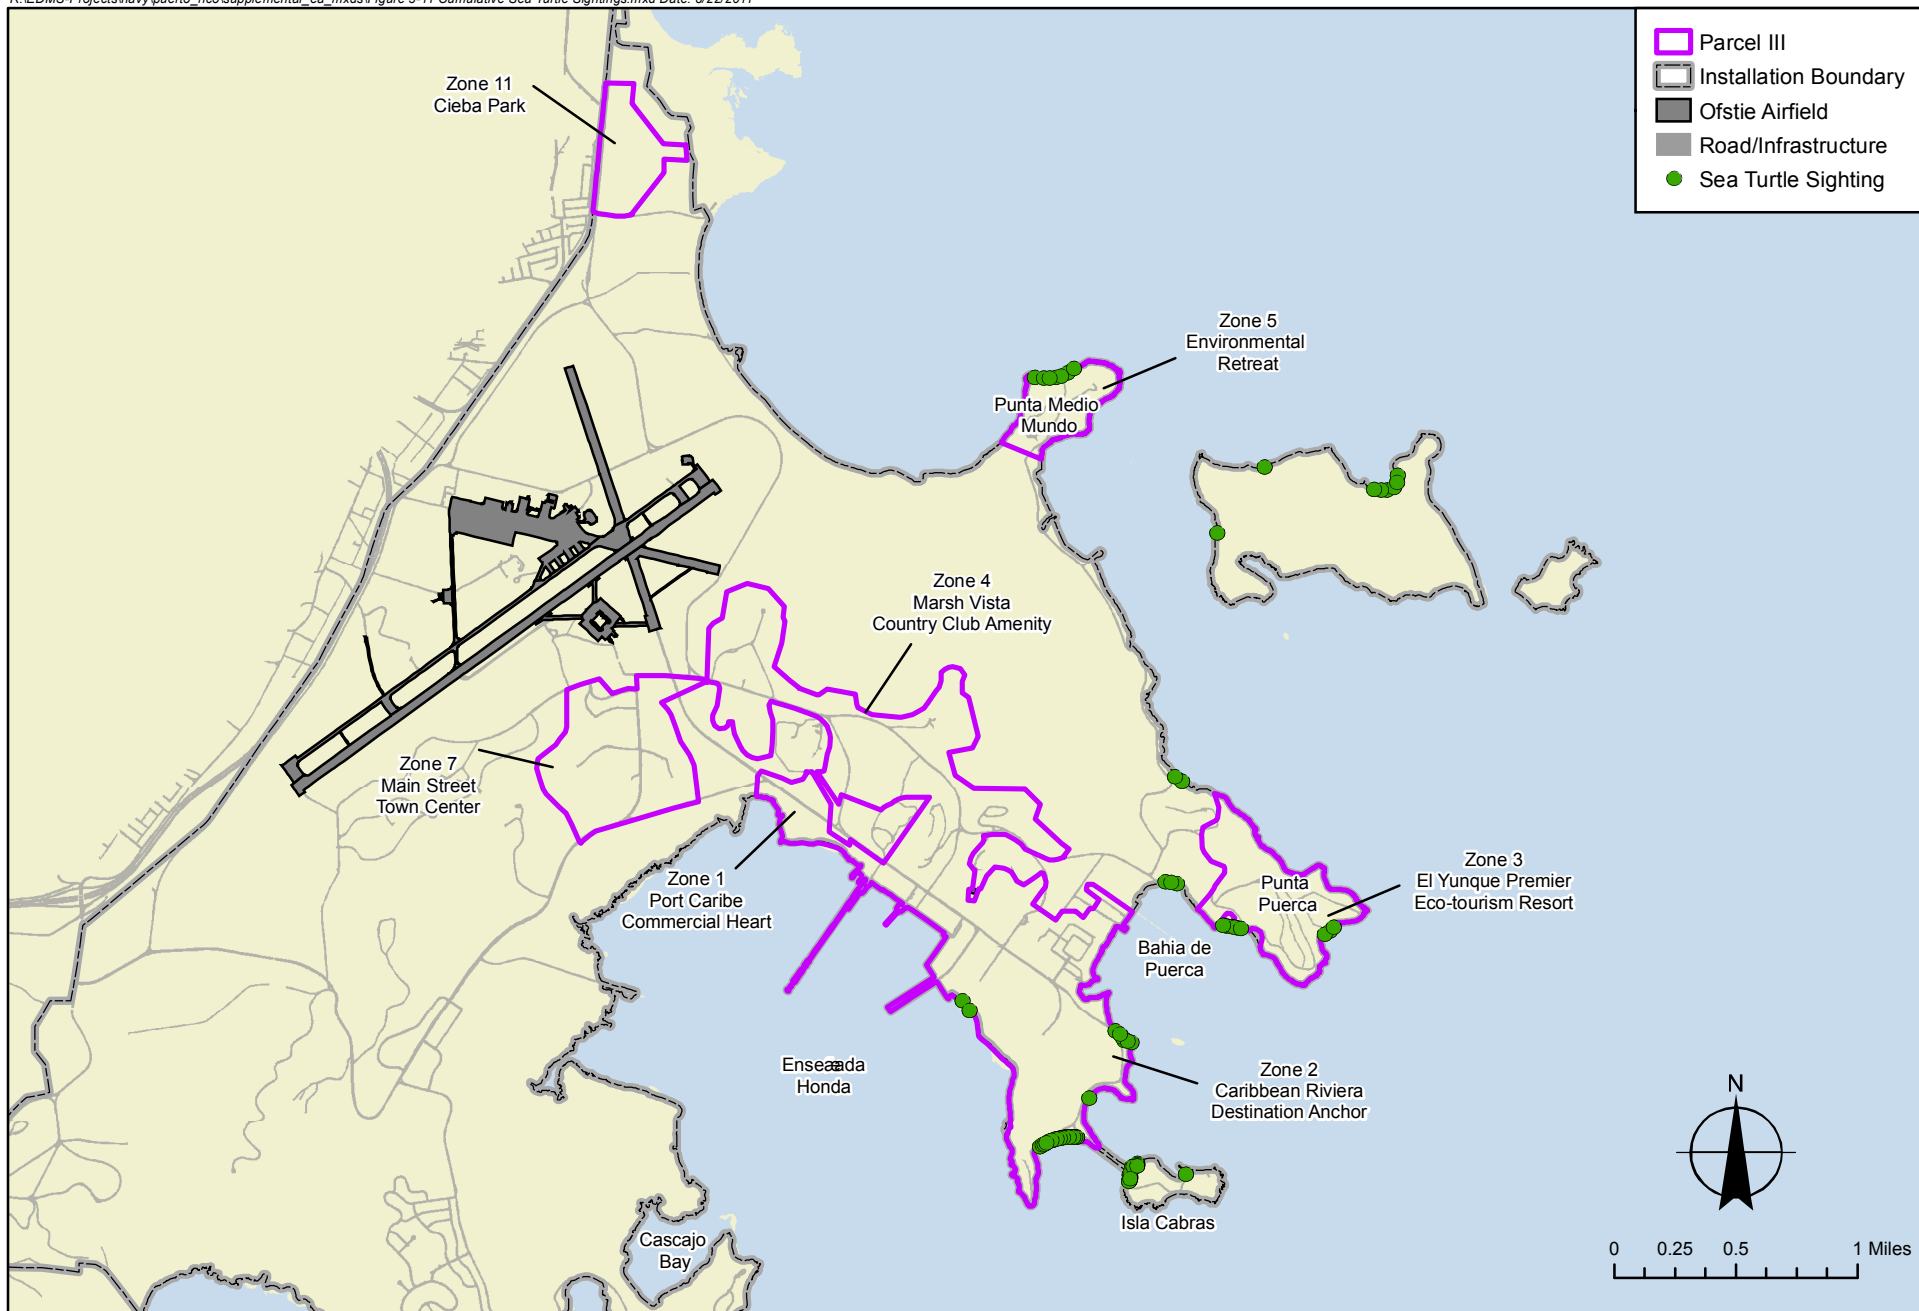 Parcel III
Installation Boundary
Ofstie Airfield
Road/Infrastructure
Sea Turtle Sighting
Zone 11
Cieba Park
Zone 5
Environmental
Retreat
Punta Medio
Mundo
Zone 4
Marsh Vista
Country Club Amenity
Zone 7
Main Street
Town Center
Zone 1
Port Caribe
Commercial Heart
Zone 3
El Yunque Premier
Eco-tourism Resort
Punta
Puerca
Bahia de
Puerca
Honda
Zone 2
Caribbean Riviera
Destination Anchor
Isla Cabras
Cascajo
Bay
N
0 0.25 0.5 1 Miles